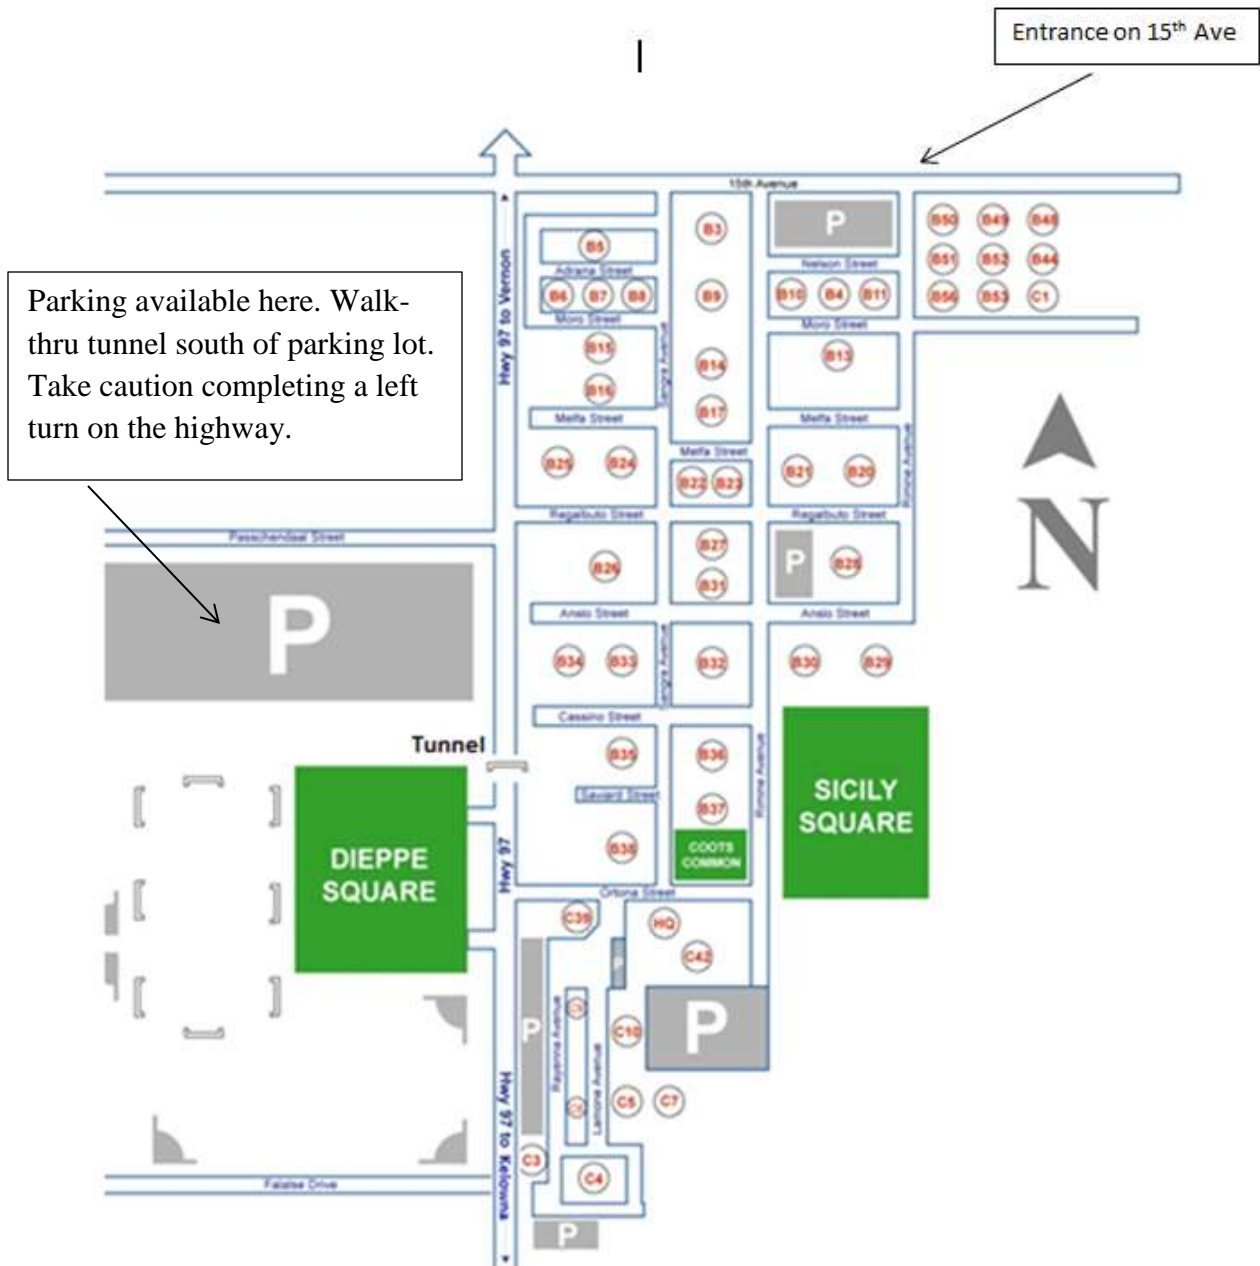 Entrance on 15th Ave
15th Avenue
P
B3
B50 B49 B48
B5
Adriana Street
Nelson Street
B51 B52 B44
Hwy 97 to Vernon
Parking available here. Walk-
thru tunnel south of parking lot.
Take caution completing a left
turn on the highway.
B6 B7 B8
B9
B10 B4 B11
B56 B53 C1
Moro Street
Moro Street
B15
B13
Sangro Avenue
B14
B16
B17
Melfa Street
Melfa Street
Melfa Street
B25 B24
B22 B23
B21 B20
Rimine Avenue
N
Regalbuto Street
Regalbuto Street
Passchendaal Street
B26
B27
B31
P
B28
Ansio Street
Ansio Street
P
B34 B33
Sangro Avenue
B32
B30 B29
Cassino Street
Tunnel
B35
B36
Rimine Avenue
SICILY
SQUARE
Saviard Street
B37
B38
COOTS
COMMON
DIEPPE
SQUARE
Hwy 97
Ortona Street
C39
HQ
C42
P
P
P
Ravenna Avenue
Lamone Avenue
C10
C5 C7
Hwy 97 to Kelowna
C3
C4
Falaise Drive
P